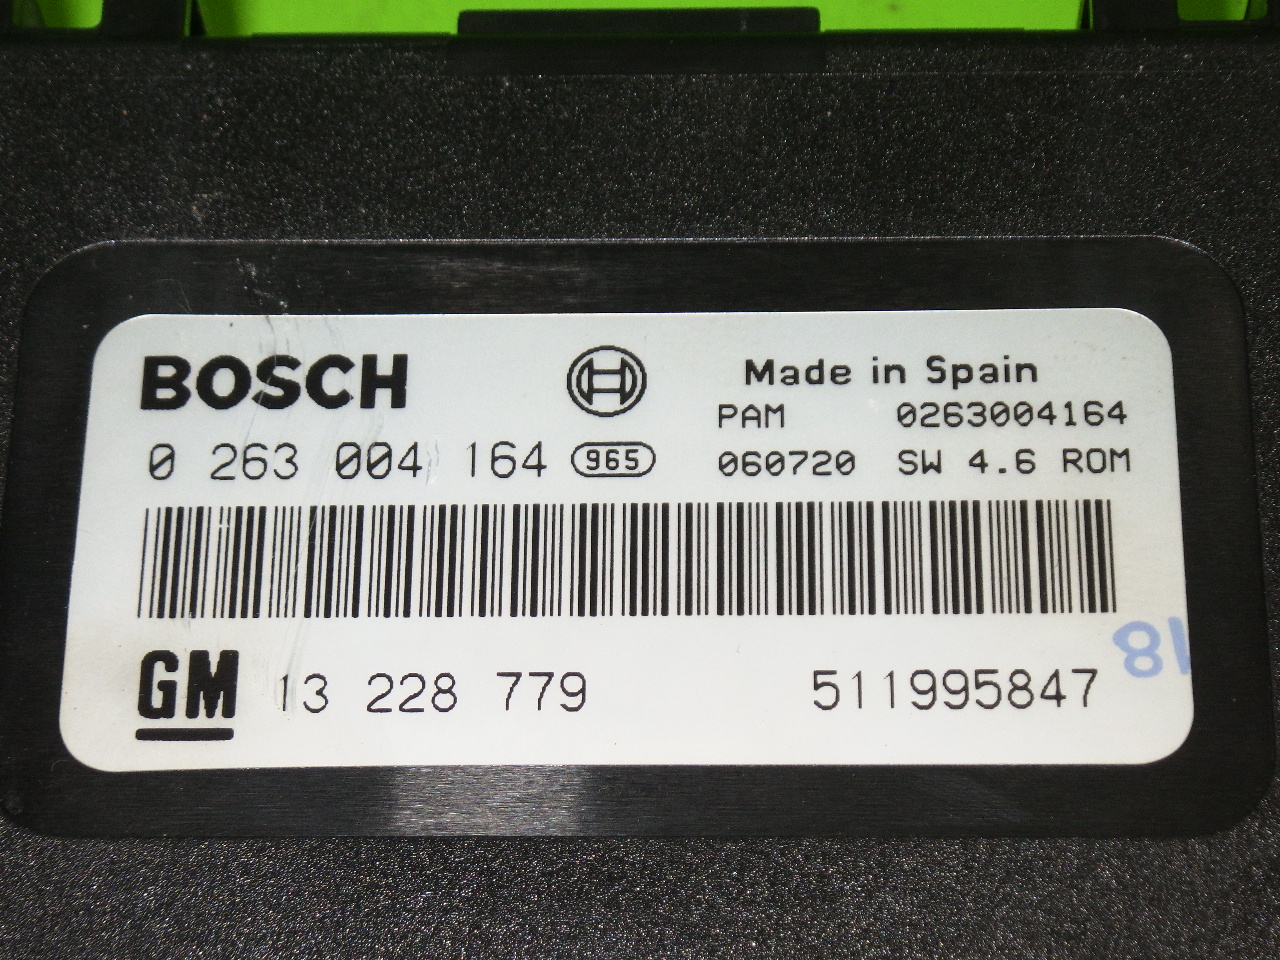 BOSCH Made in Spain
PAM 0263004164
0 263 004 164 965 060720 SW 4.6 ROM
GM 13 228 779 511995847
18